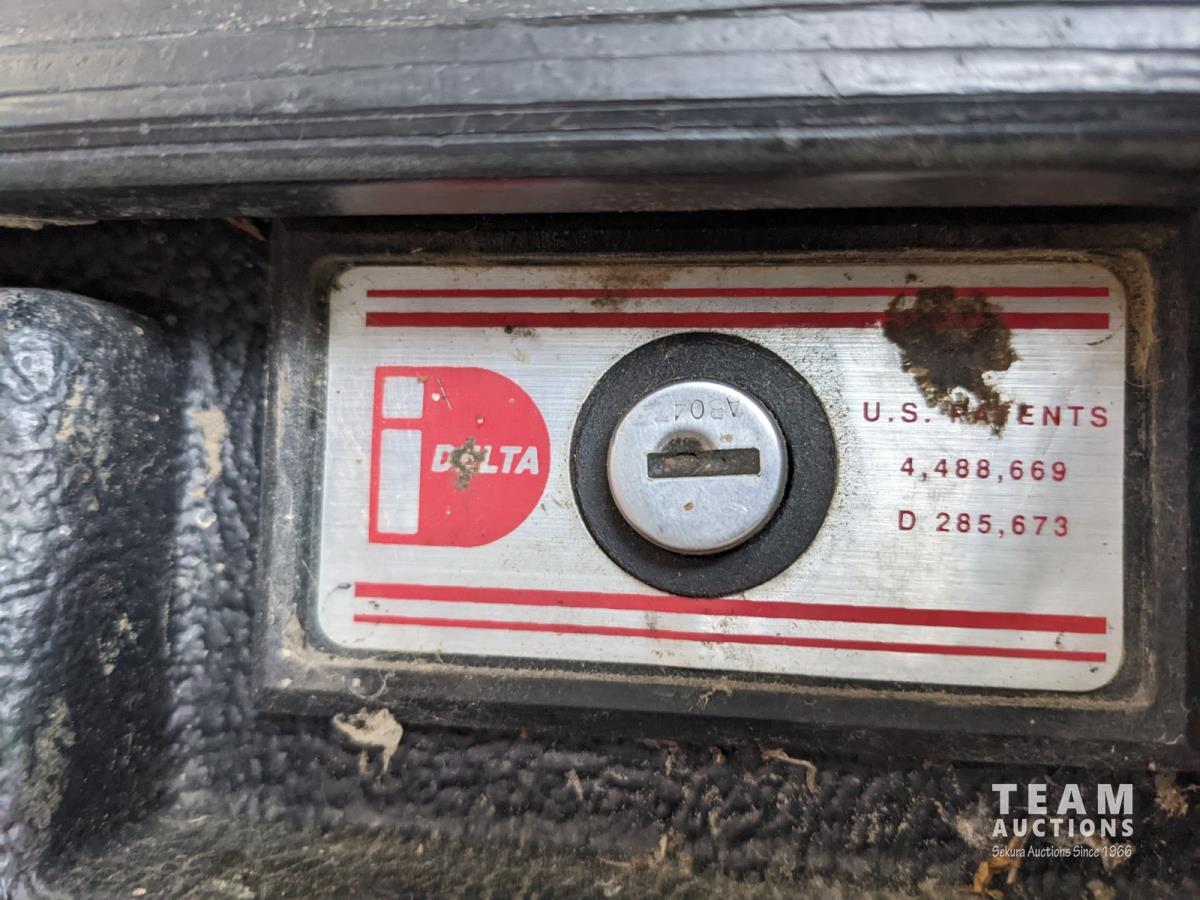 DELTA
U.S. PATENTS
4,488,669
D 285,673
TEAM
AUCTIONS
Sekura Auctions Since 1966